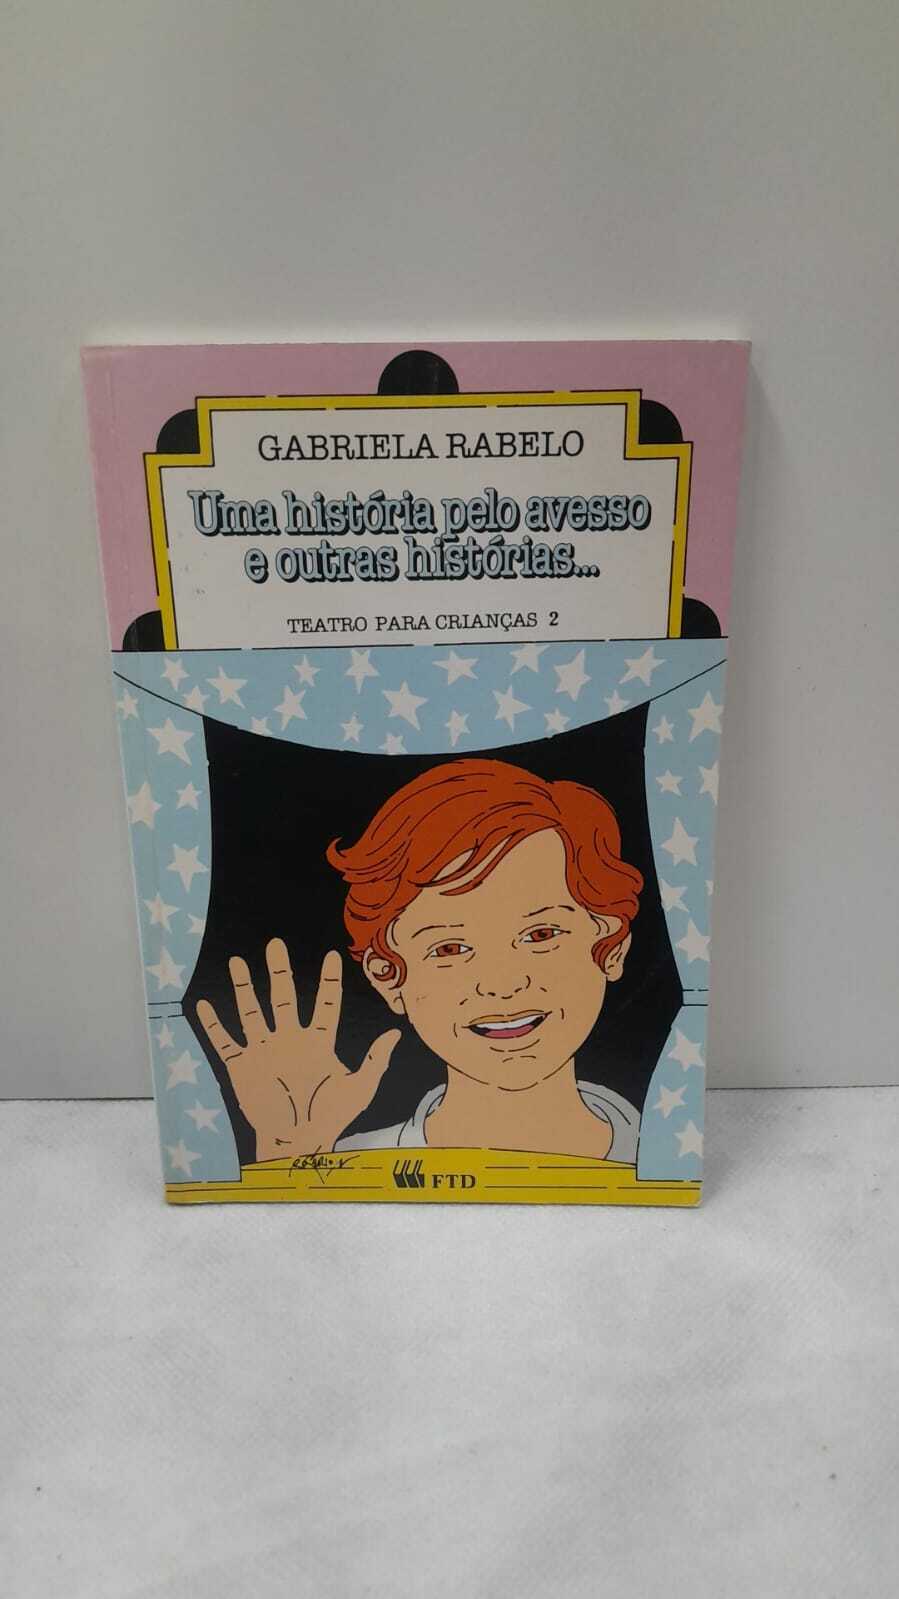 GABRIELA RABELO
Uma história pelo avesso
e outras histórias...
TEATRO PARA CRIANÇAS 2
FTD